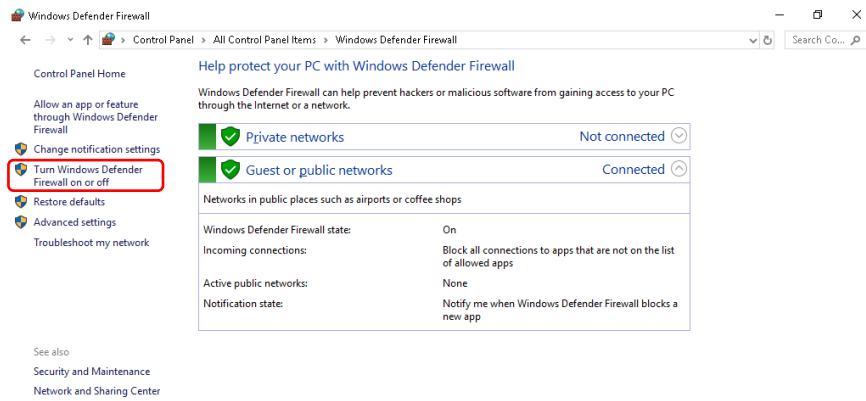 Windows Defender Firewall
Control Panel > All Control Panel Items > Windows Defender Firewall
Search Co...
Control Panel Home
Allow an app or feature
through Windows Defender
Firewall
Change notification settings
Turn Windows Defender
Firewall on or off
Restore defaults
Advanced settings
Troubleshoot my network
See also
Security and Maintenance
Network and Sharing Center
Help protect your PC with Windows Defender Firewall
Windows Defender Firewall can help prevent hackers or malicious software from gaining access to your PC
through the Internet or a network.
Private networks Not connected
Guest or public networks Connected
Networks in public places such as airports or coffee shops
Windows Defender Firewall state: On
Incoming connections: Block all connections to apps that are not on the list
of allowed apps
Active public networks: None
Notification state: Notify me when Windows Defender Firewall blocks a
new app